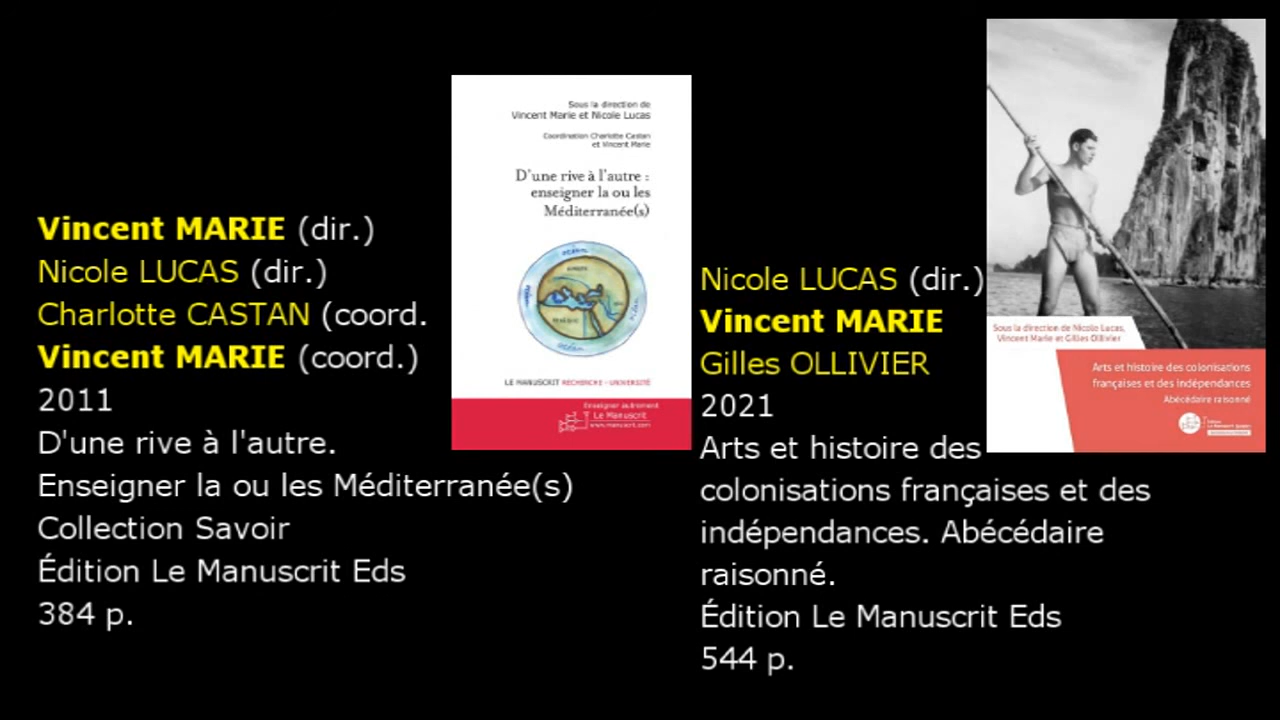 Vincent MARIE (dir.)
Nicole LUCAS (dir.)
Charlotte CASTAN (coord.
Vincent MARIE (coord.)
2011
D'une rive à l'autre.
Enseigner la ou les Méditerranée(s)
Collection Savoir
Édition Le Manuscrit Eds
384 p.
Sous la direction de
Vincent Marie et Nicole Lucas
Coordination Charlotte Castan
et Vincent Marie
D'une rive à l'autre :
enseigner la ou les
Méditerranée(s)
LE MANUSCRIT RECHERCHE - UNIVERSITÉ
Enseigner autrement
Le Manuscrit
www.manuscrit.com
Nicole LUCAS (dir.)
Vincent MARIE
Gilles OLLIVIER
2021
Arts et histoire des
colonisations françaises et des
indépendances. Abécédaire
raisonné.
Édition Le Manuscrit Eds
544 p.
Sous la direction de Nicole Lucas,
Vincent Marie et Gilles Ollivier
Arts et histoire des colonisations
françaises et des indépendances
Abécédaire raisonné